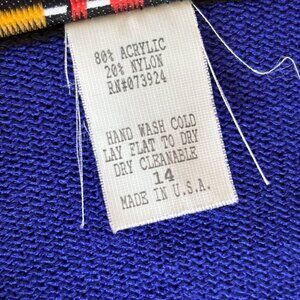 80% ACRYLIC
20% NYLON
RN#073924
HAND WASH COLD
LAY FLAT TO DRY
DRY CLEANABLE
14
MADE IN U.S.A.